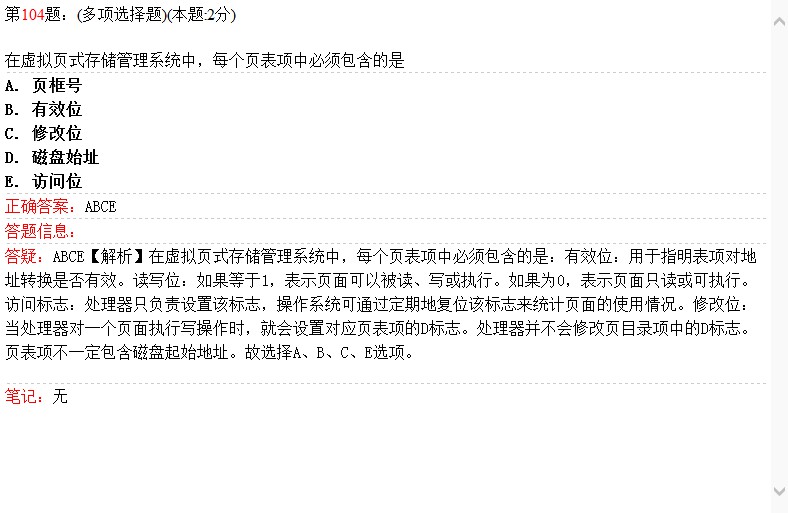 第104题：(多项选择题)(本题:2分)
在虚拟页式存储管理系统中，每个页表项中必须包含的是
A. 页框号
B. 有效位
C. 修改位
D. 磁盘始址
E. 访问位
正确答案：ABCE
答题信息：
答疑：ABCE【解析】在虚拟页式存储管理系统中，每个页表项中必须包含的是：有效位：用于指明表项对地
址转换是否有效。读写位：如果等于1，表示页面可以被读、写或执行。如果为0，表示页面只读或可执行。
访问标志：处理器只负责设置该标志，操作系统可通过定期地复位该标志来统计页面的使用情况。修改位：
当处理器对一个页面执行写操作时，就会设置对应页表项的D标志。处理器并不会修改页目录项中的D标志。
页表项不一定包含磁盘起始地址。故选择A、B、C、E选项。
笔记：无